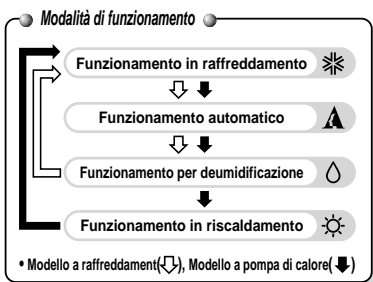 Modalità di funzionamento
Funzionamento in raffreddamento
Funzionamento automatico
Funzionamento per deumidificazione
Funzionamento in riscaldamento
• Modello a raffreddament(), Modello a pompa di calore()